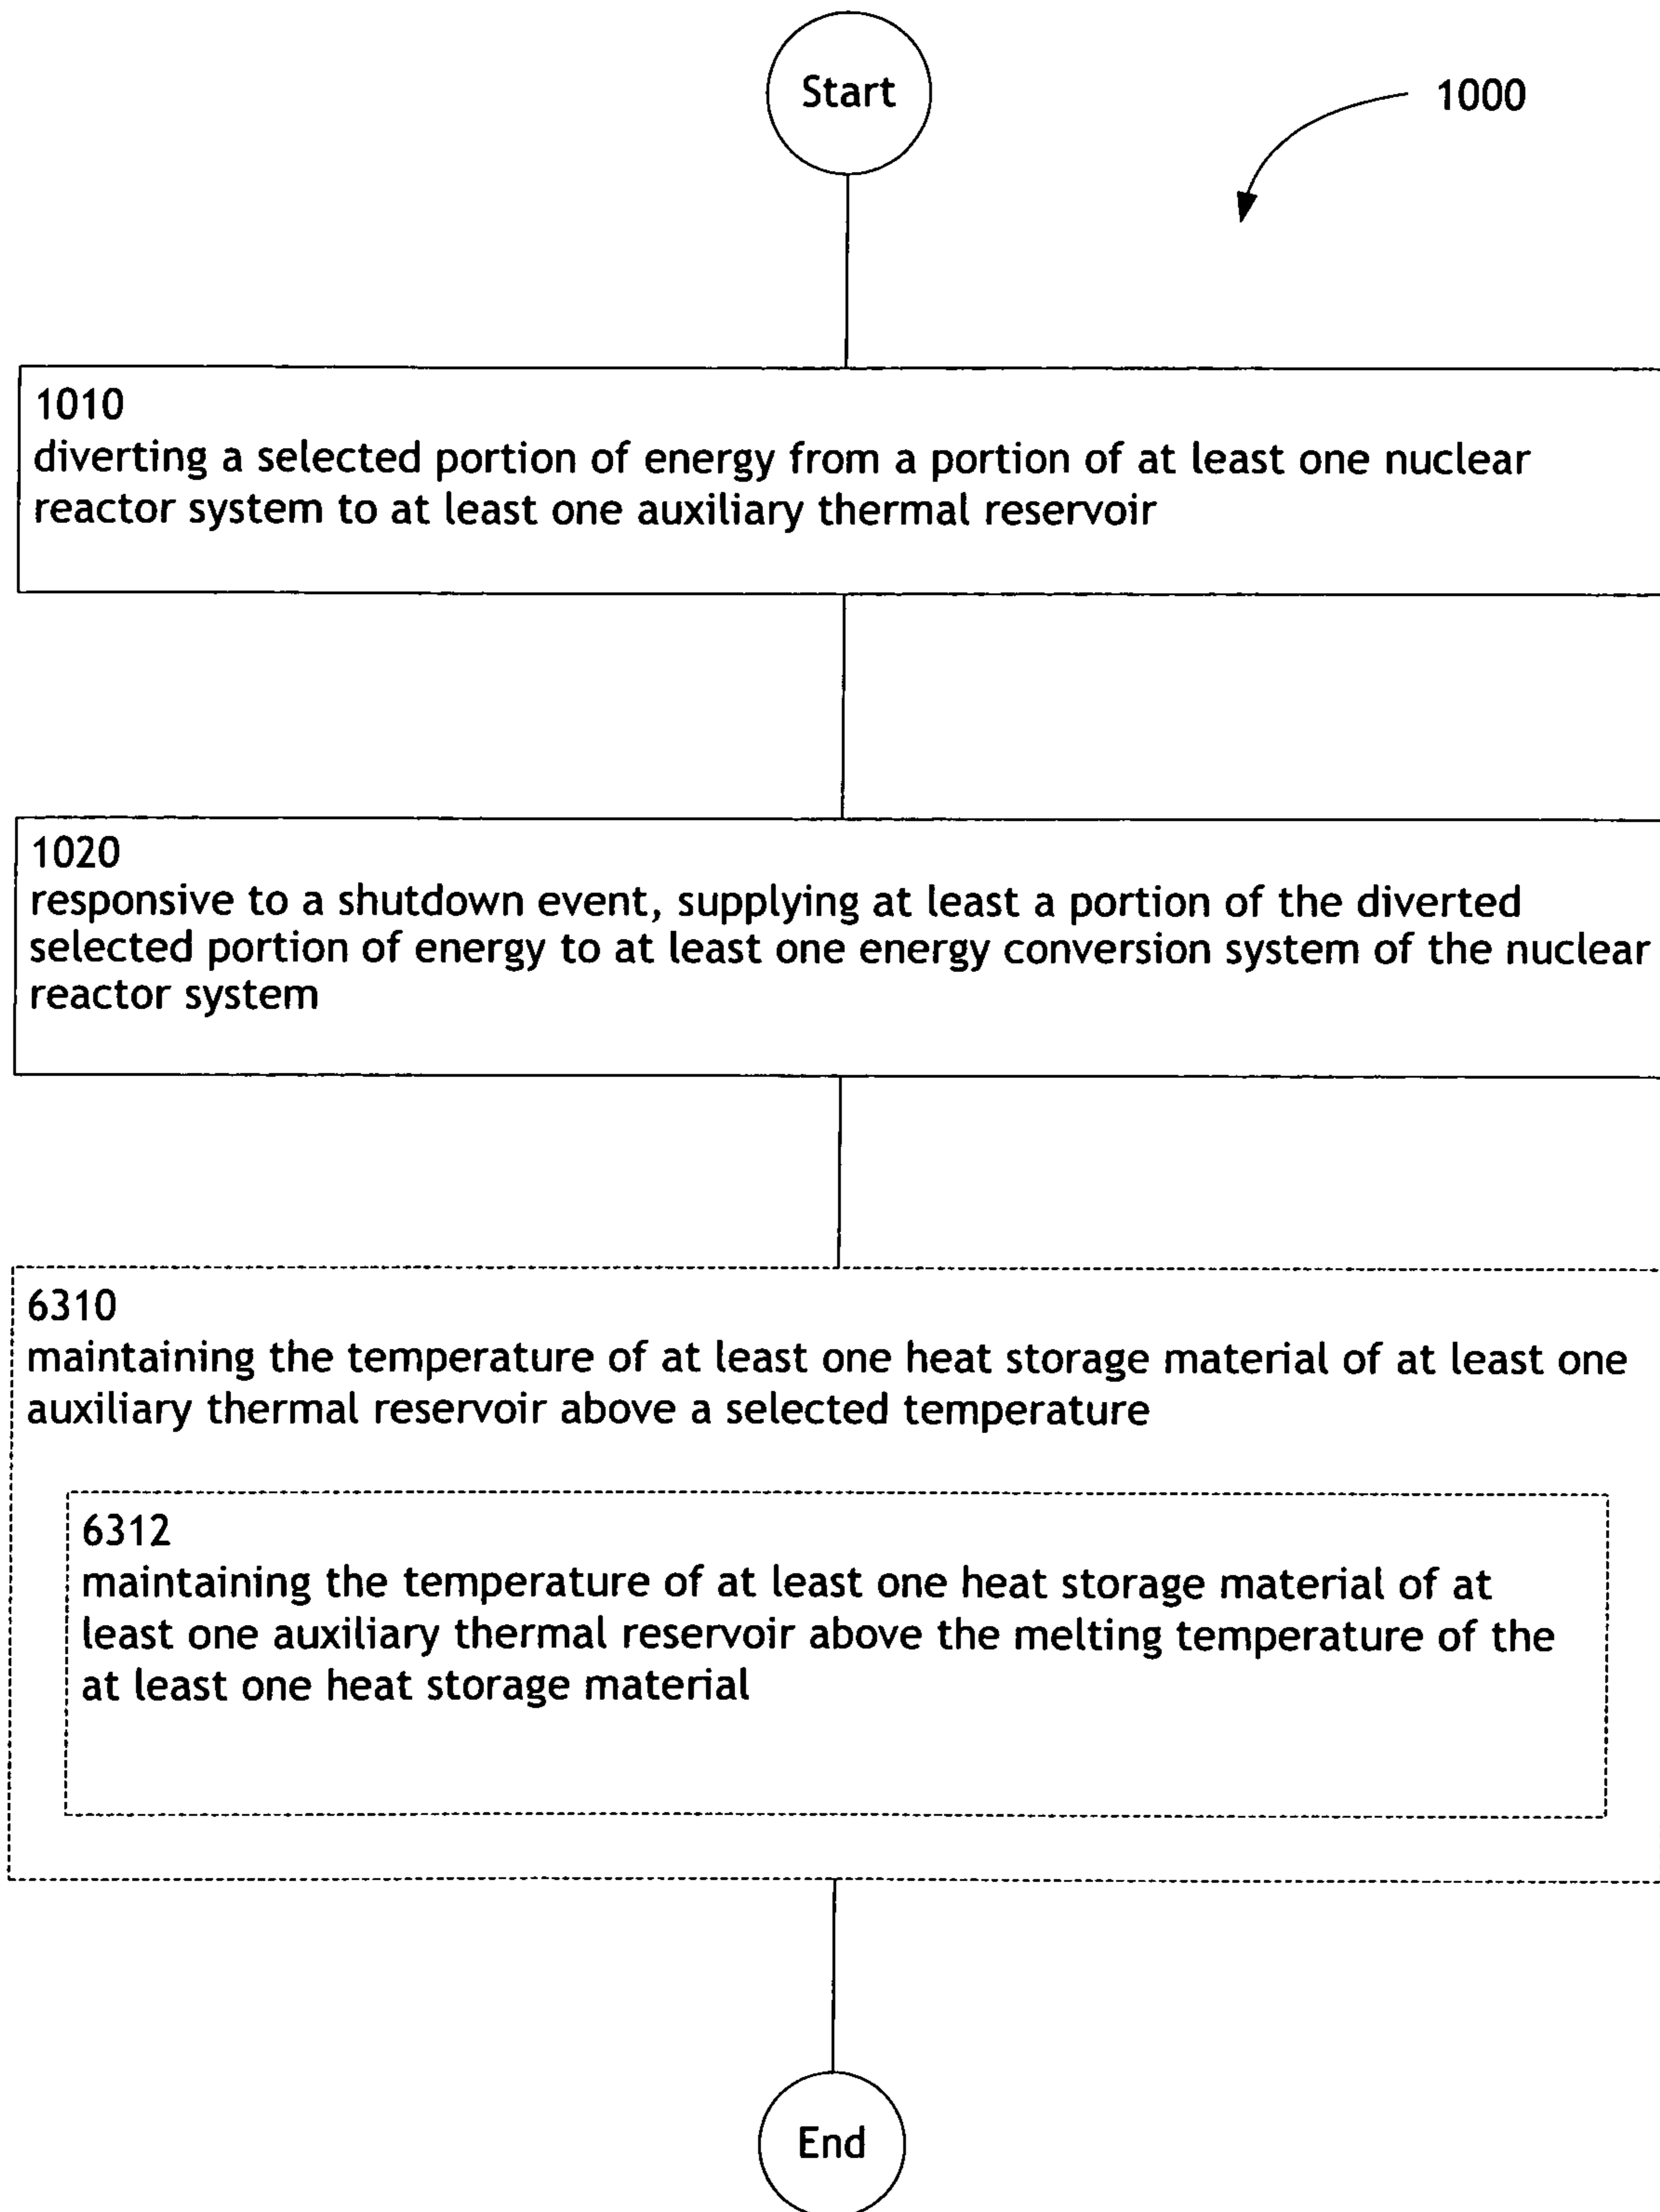 Start
1000
1010
diverting a selected portion of energy from a portion of at least one nuclear
reactor system to at least one auxiliary thermal reservoir
1020
responsive to a shutdown event, supplying at least a portion of the diverted
selected portion of energy to at least one energy conversion system of the nuclear
reactor system
6310
maintaining the temperature of at least one heat storage material of at least one
auxiliary thermal reservoir above a selected temperature
6312
maintaining the temperature of at least one heat storage material of at
least one auxiliary thermal reservoir above the melting temperature of the
at least one heat storage material
End